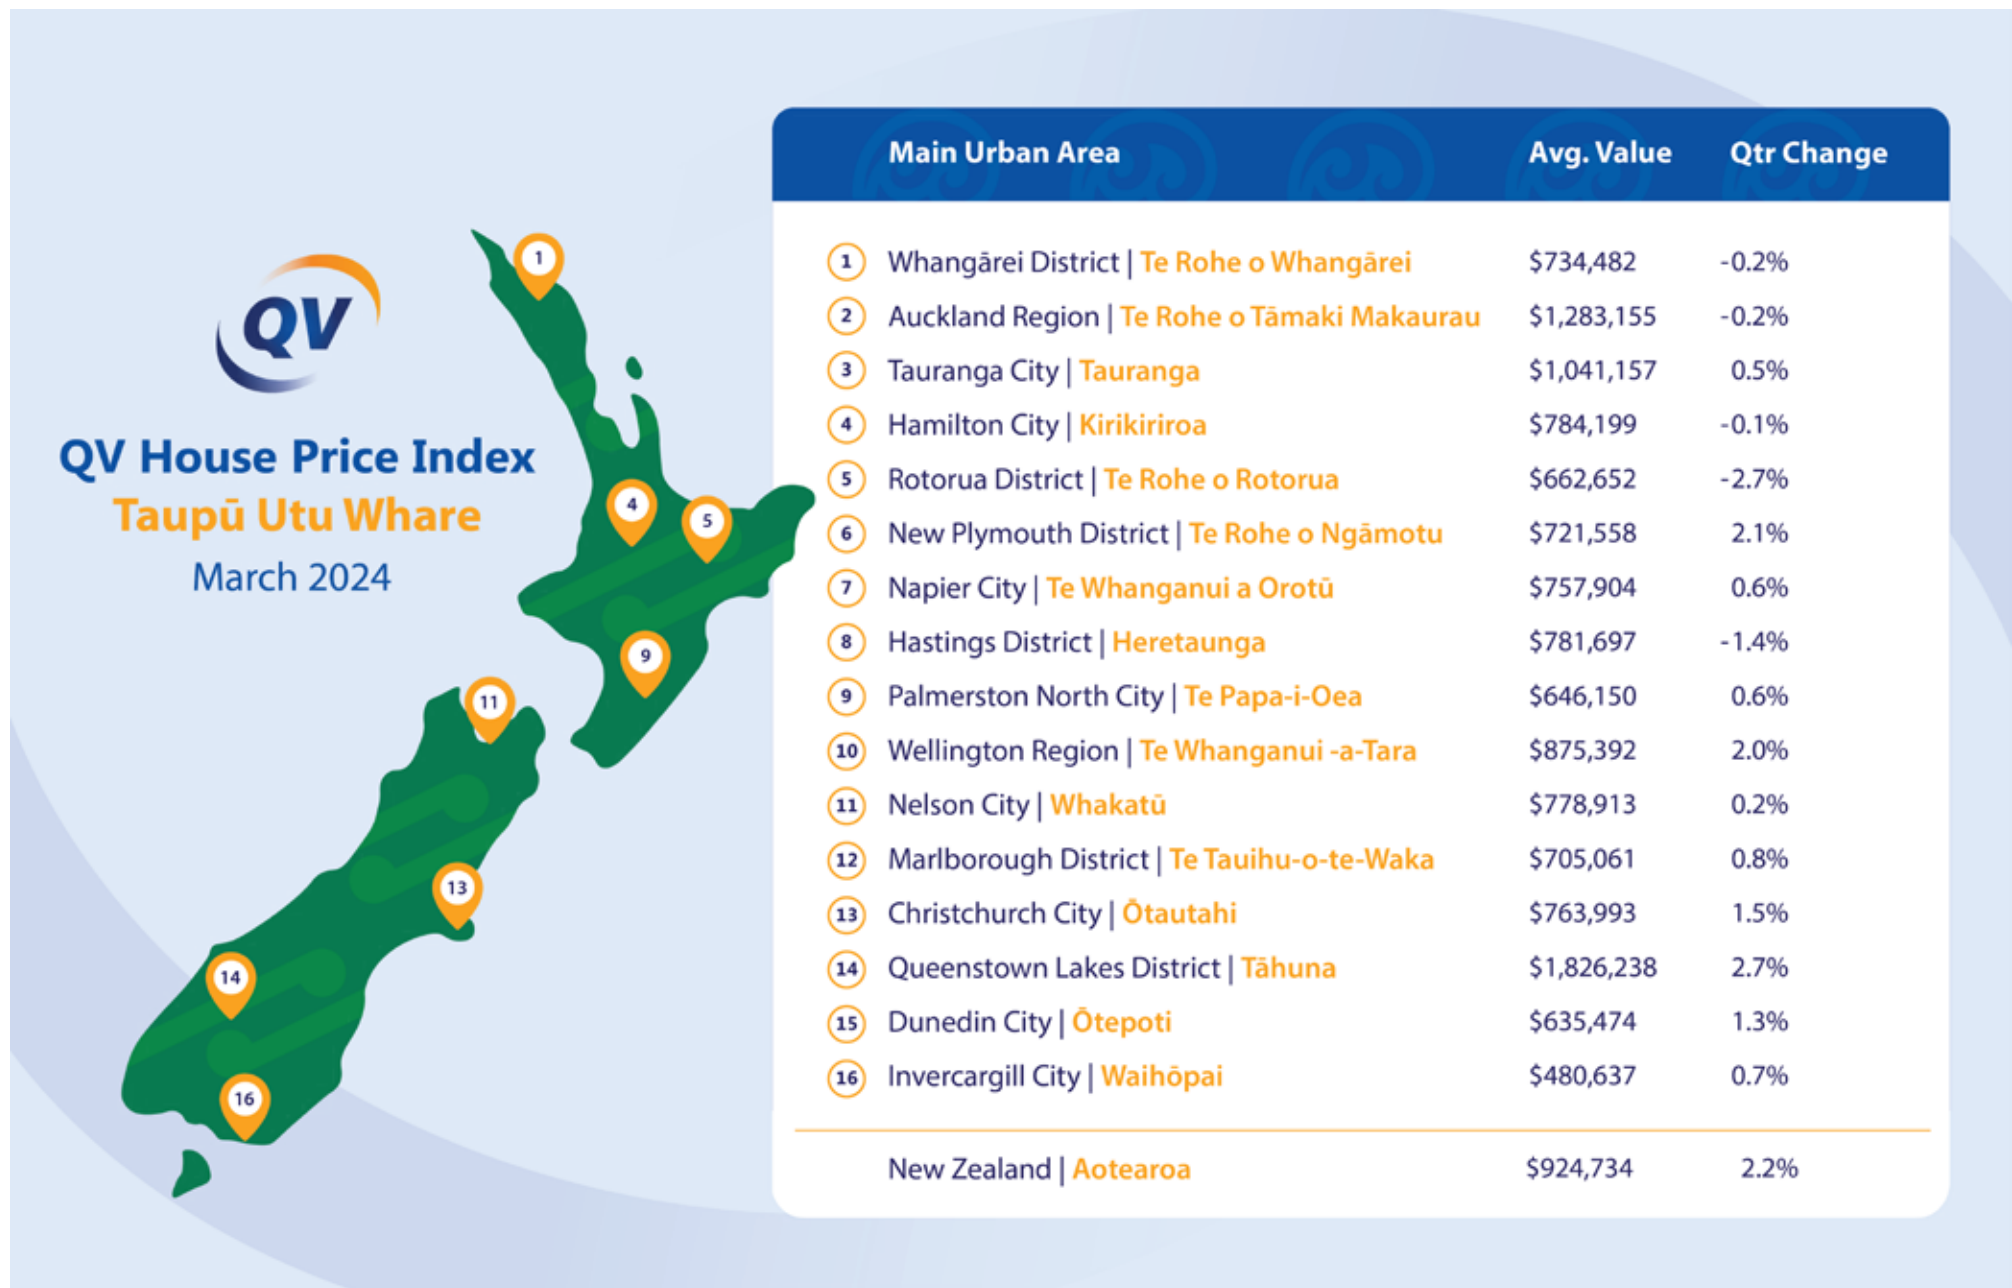 QV
QV House Price Index
Taupū Utu Whare
March 2024
1
4
5
9
11
13
14
16
Main Urban Area Avg. Value Qtr Change
1 Whangārei District | Te Rohe o Whangārei $734,482 -0.2%
2 Auckland Region | Te Rohe o Tāmaki Makaurau $1,283,155 -0.2%
3 Tauranga City | Tauranga $1,041,157 0.5%
4 Hamilton City | Kirikiriroa $784,199 -0.1%
5 Rotorua District | Te Rohe o Rotorua $662,652 -2.7%
6 New Plymouth District | Te Rohe o Ngāmotu $721,558 2.1%
7 Napier City | Te Whanganui a Orotū $757,904 0.6%
8 Hastings District | Heretaunga $781,697 -1.4%
9 Palmerston North City | Te Papa-i-Oea $646,150 0.6%
10 Wellington Region | Te Whanganui -a-Tara $875,392 2.0%
11 Nelson City | Whakatū $778,913 0.2%
12 Marlborough District | Te Tauihu-o-te-Waka $705,061 0.8%
13 Christchurch City | Ōtautahi $763,993 1.5%
14 Queenstown Lakes District | Tāhuna $1,826,238 2.7%
15 Dunedin City | Ōtepoti $635,474 1.3%
16 Invercargill City | Waihōpai $480,637 0.7%
New Zealand | Aotearoa $924,734 2.2%